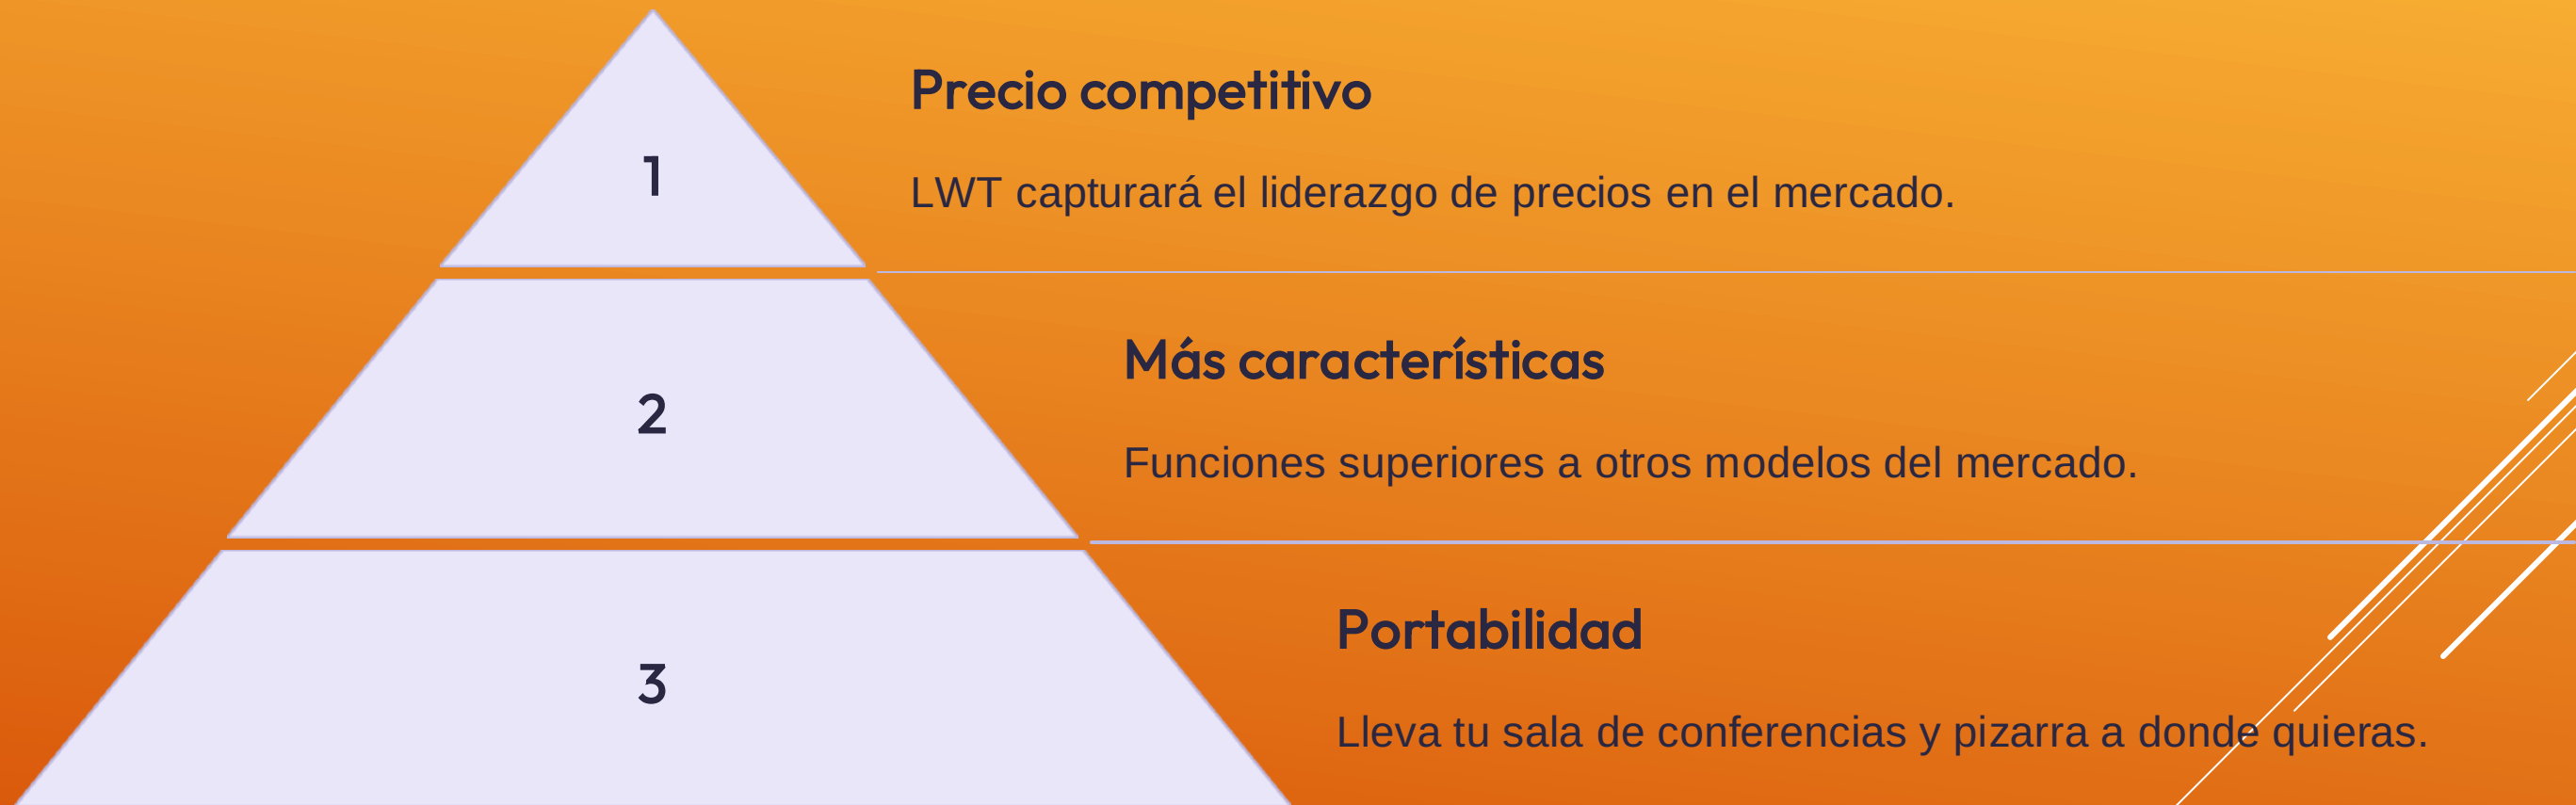 1
Precio competitivo
LWT capturará el liderazgo de precios en el mercado.
2
Más características
Funciones superiores a otros modelos del mercado.
3
Portabilidad
Lleva tu sala de conferencias y pizarra a donde quieras.